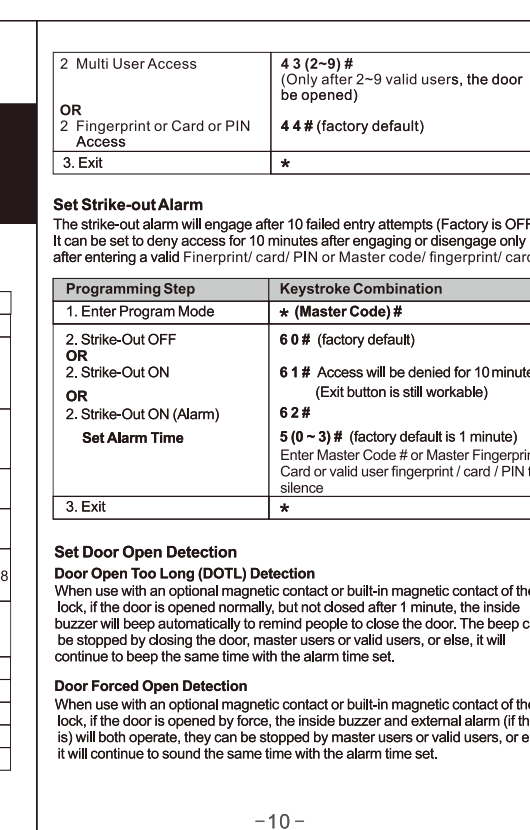 2 Multi User Access 4 3 (2~9) #
(Only after 2~9 valid users, the door
be opened)
OR
2 Fingerprint or Card or PIN 4 4 # (factory default)
Access
3. Exit *
Set Strike-out Alarm
The strike-out alarm will engage after 10 failed entry attempts (Factory is OFF
It can be set to deny access for 10 minutes after engaging or disengage only
after entering a valid Finerprint/ card/ PIN or Master code/ fingerprint/ card
Programming Step Keystroke Combination
1. Enter Program Mode * (Master Code) #
2. Strike-Out OFF 6 0 # (factory default)
OR
2. Strike-Out ON 6 1 # Access will be denied for 10 minute
(Exit button is still workable)
OR
2. Strike-Out ON (Alarm) 6 2 #
Set Alarm Time 5 (0 ~ 3) # (factory default is 1 minute)
Enter Master Code # or Master Fingerprin
Card or valid user fingerprint / card / PIN t
silence
3. Exit *
8
Set Door Open Detection
Door Open Too Long (DOTL) Detection
When use with an optional magnetic contact or built-in magnetic contact of the
lock, if the door is opened normally, but not closed after 1 minute, the inside
buzzer will beep automatically to remind people to close the door. The beep c
be stopped by closing the door, master users or valid users, or else, it will
continue to beep the same time with the alarm time set.
Door Forced Open Detection
When use with an optional magnetic contact or built-in magnetic contact of the
lock, if the door is opened by force, the inside buzzer and external alarm (if th
is) will both operate, they can be stopped by master users or valid users, or e
it will continue to sound the same time with the alarm time set.
-10-